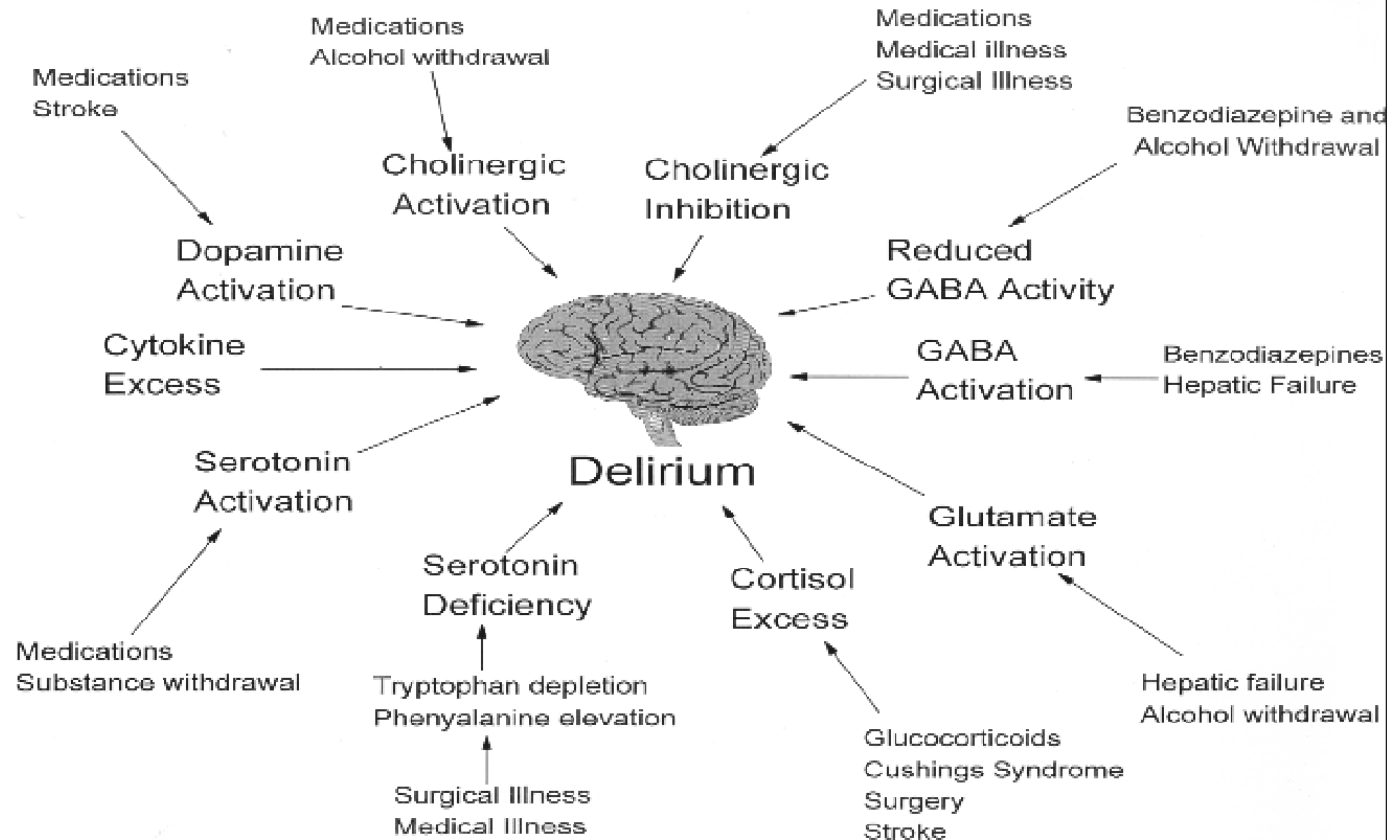 Medications
Alcohol withdrawal
Medications
Medical illness
Surgical Illness
Medications
Stroke
Benzodiazepine and
Alcohol Withdrawal
Cholinergic
Activation
Cholinergic
Inhibition
Dopamine
Activation
Reduced
GABA Activity
Cytokine
Excess
GABA
Activation
Benzodiazepines
Hepatic Failure
Serotonin
Activation
Delirium
Glutamate
Activation
Serotonin
Deficiency
Cortisol
Excess
Medications
Substance withdrawal
Tryptophan depletion
Phenyalanine elevation
Hepatic failure
Alcohol withdrawal
Glucocorticoids
Cushings Syndrome
Surgery
Stroke
Surgical Illness
Medical Illness